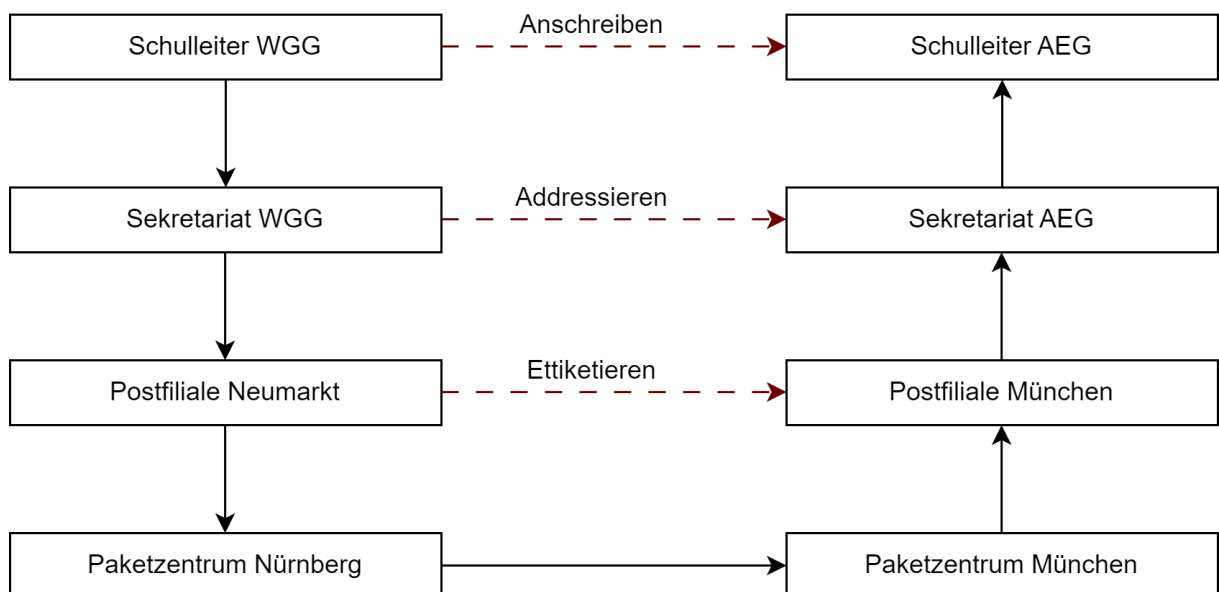 Schulleiter WGG
Anschreiben
Schulleiter AEG
Sekretariat WGG
Addressieren
Sekretariat AEG
Postfiliale Neumarkt
Ettiketieren
Postfiliale München
Paketzentrum Nürnberg
Paketzentrum München